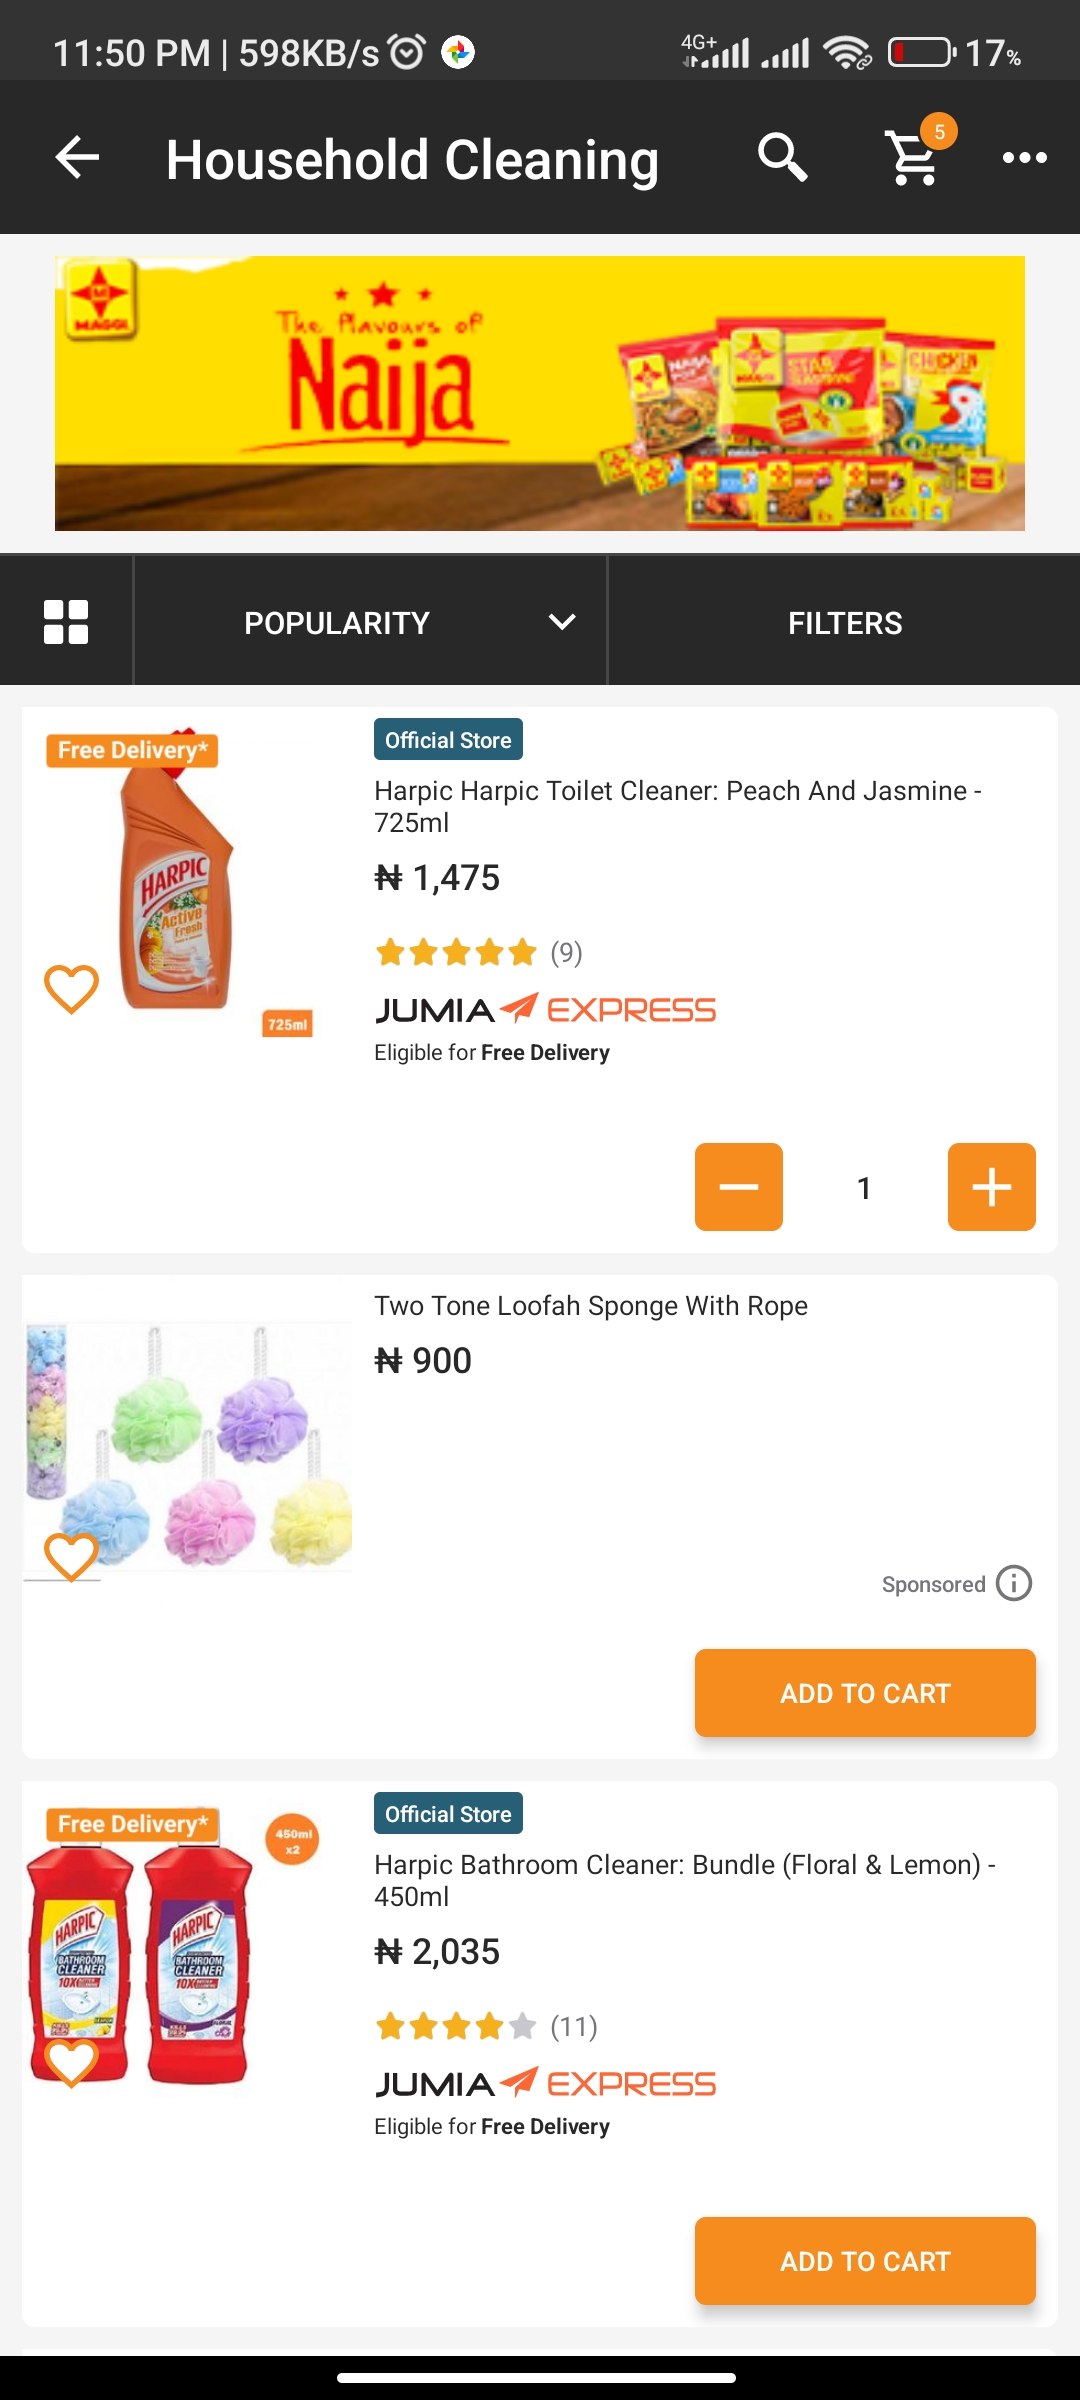 11:50 PM | 598KB/s
4G+
17%
Household Cleaning
5
MAGGI
The Flavours of
Naija
STAR
CHICKEN
POPULARITY
FILTERS
Free Delivery*
HARPIC
Active
Fresh
725ml
Official Store
Harpic Harpic Toilet Cleaner: Peach And Jasmine -
725ml
₦ 1,475
(9)
JUMIA EXPRESS
Eligible for Free Delivery
1
Two Tone Loofah Sponge With Rope
₦ 900
Sponsored
ADD TO CART
Free Delivery*
450ml
x2
HARPIC
BATHROOM
CLEANER
10X
HARPIC
BATHROOM
CLEANER
10X
Official Store
Harpic Bathroom Cleaner: Bundle (Floral & Lemon) -
450ml
₦ 2,035
(11)
JUMIA EXPRESS
Eligible for Free Delivery
ADD TO CART